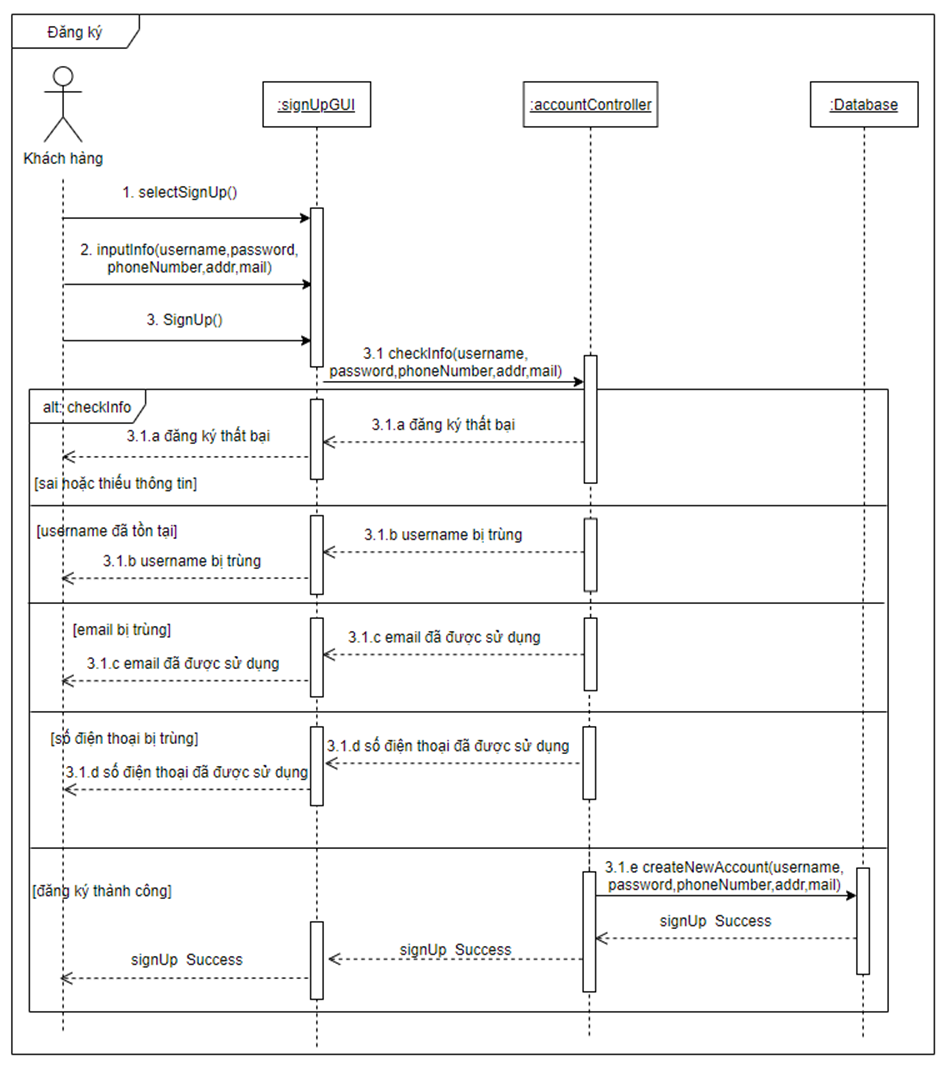 Đăng ký
:signUpGUI
:accountController
:Database
Khách hàng
1. selectSignUp()
2. inputInfo(username,password,
phoneNumber,addr,mail)
3. SignUp()
3.1 checkInfo(username,
password,phoneNumber,addr,mail)
alt: checkInfo
3.1.a đăng ký thất bại
3.1.a đăng ký thất bại
[sai hoặc thiếu thông tin]
[username đã tồn tại]
3.1.b username bị trùng
3.1.b username bị trùng
[email bị trùng]
3.1.c email đã được sử dụng
3.1.c email đã được sử dụng
[số điện thoại bị trùng]
3.1.d số điện thoại đã được sử dụng
3.1.d số điện thoại đã được sử dụng
3.1.e createNewAccount(username,
password,phoneNumber,addr,mail)
[đăng ký thành công]
signUp Success
signUp Success
signUp Success